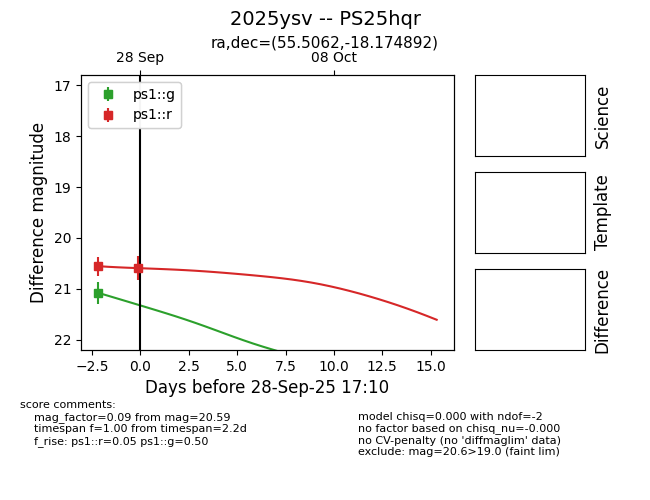 2025ysv -- PS25hqr
ra,dec=(55.5062,-18.174892)
28 Sep
08 Oct
17
18
19
20
21
22
Difference magnitude
ps1::g
ps1::r
−2.5
0.0
2.5
5.0
7.5
10.0
12.5
15.0
Days before 28-Sep-25 17:10
Science
Template
Difference
score comments:
mag_factor=0.09 from mag=20.59
timespan f=1.00 from timespan=2.2d
f_rise: ps1::r=0.05 ps1::g=0.50
model chisq=0.000 with ndof=-2
no factor based on chisq_nu=-0.000
no CV-penalty (no 'diffmaglim' data)
exclude: mag=20.6>19.0 (faint lim)